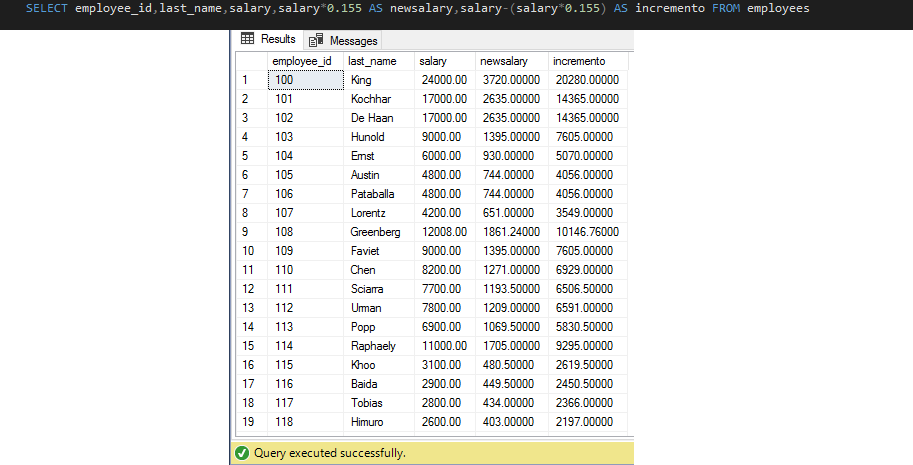 SELECT employee_id,last_name,salary,salary*0.155 AS newsalary,salary-(salary*0.155) AS incremento FROM employees
Results Messages
employee_id last_name salary newsalary incremento
1 100 King 24000.00 3720.00000 20280.00000
2 101 Kochhar 17000.00 2635.00000 14365.00000
3 102 De Haan 17000.00 2635.00000 14365.00000
4 103 Hunold 9000.00 1395.00000 7605.00000
5 104 Ernst 6000.00 930.00000 5070.00000
6 105 Austin 4800.00 744.00000 4056.00000
7 106 Pataballa 4800.00 744.00000 4056.00000
8 107 Lorentz 4200.00 651.00000 3549.00000
9 108 Greenberg 12008.00 1861.24000 10146.76000
10 109 Faviet 9000.00 1395.00000 7605.00000
11 110 Chen 8200.00 1271.00000 6929.00000
12 111 Sciarra 7700.00 1193.50000 6506.50000
13 112 Urman 7800.00 1209.00000 6591.00000
14 113 Popp 6900.00 1069.50000 5830.50000
15 114 Raphaely 11000.00 1705.00000 9295.00000
16 115 Khoo 3100.00 480.50000 2619.50000
17 116 Baida 2900.00 449.50000 2450.50000
18 117 Tobias 2800.00 434.00000 2366.00000
19 118 Himuro 2600.00 403.00000 2197.00000
Query executed successfully.